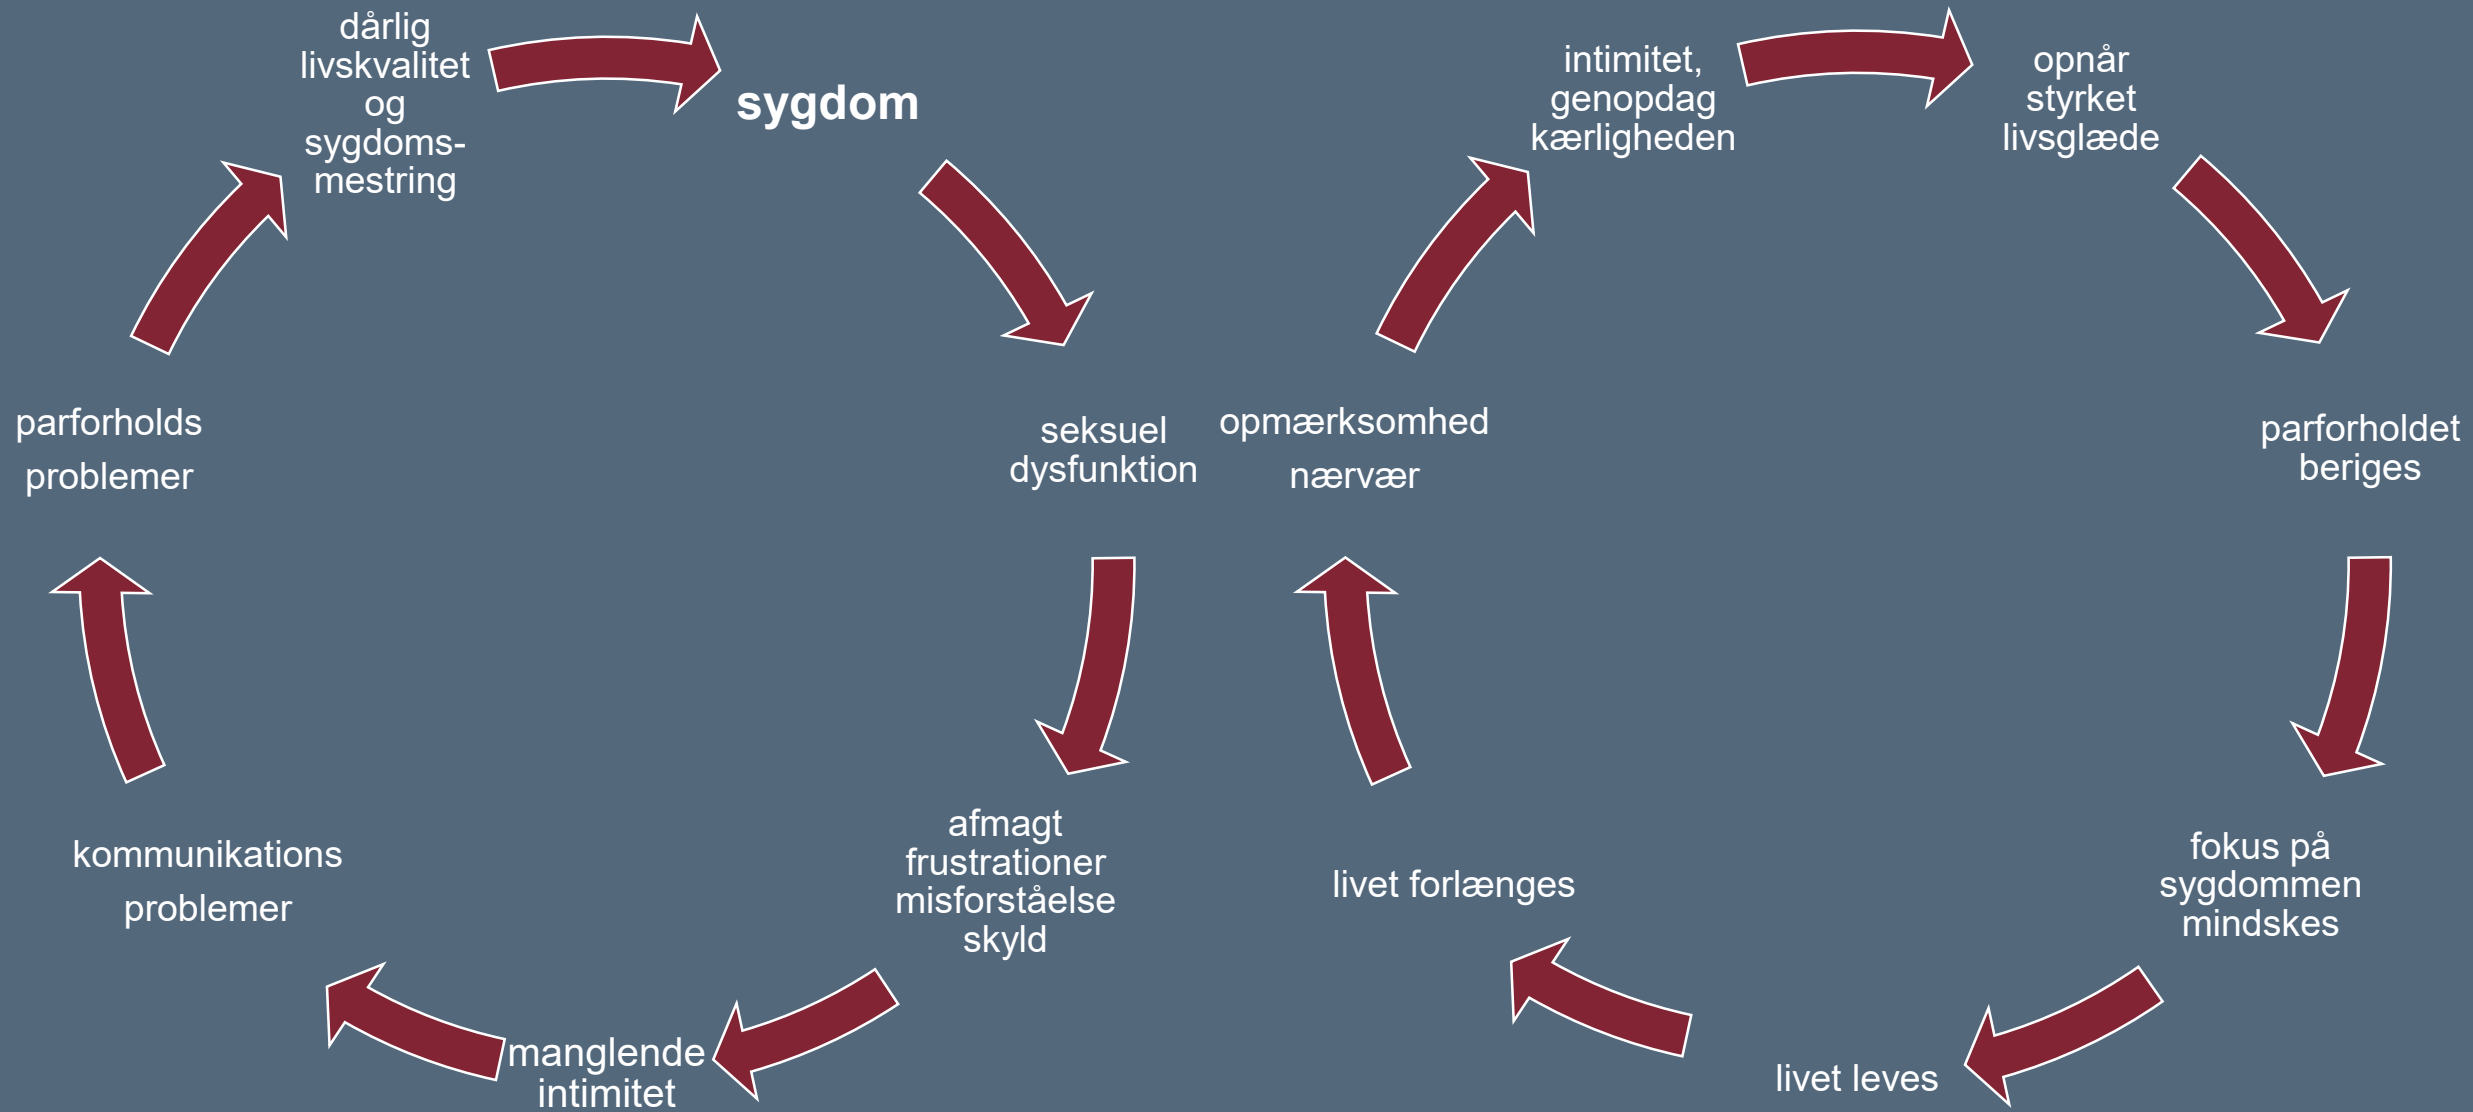 dårlig
livskvalitet
og
sygdoms-
mestring
sygdom
seksuel
dysfunktion
afmagt
frustrationer
misforståelse
skyld
manglende
intimitet
kommunikations
problemer
parforholds
problemer
intimitet,
genopdag
kærligheden
opnår
styrket
livsglæde
parforholdet
beriges
fokus på
sygdommen
mindskes
livet leves
livet forlænges
opmærksomhed
nærvær